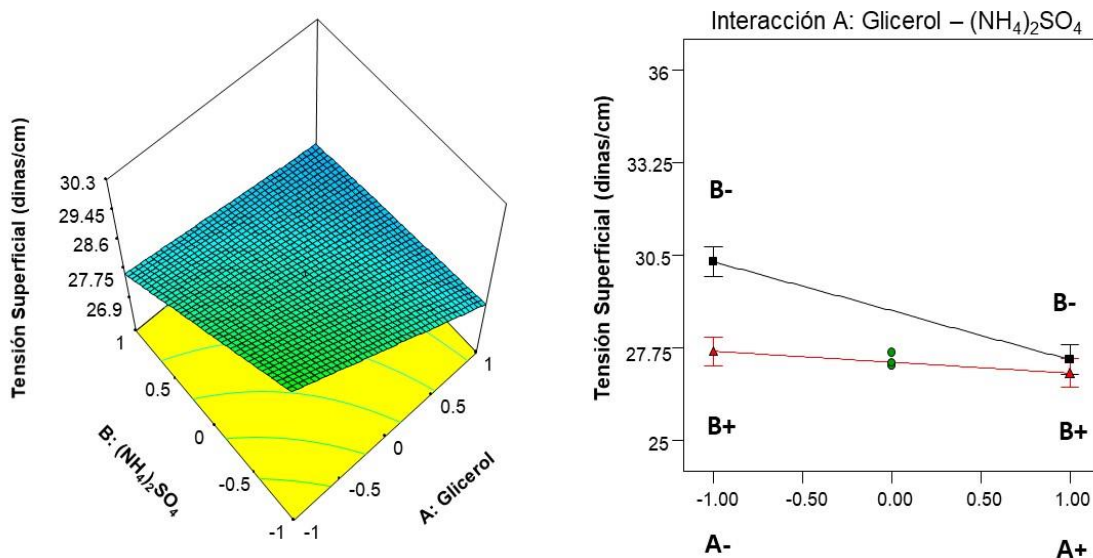 Tensión Superficial (dinas/cm)
30.3
29.45
28.6
27.75
26.9
1
0.5
0
-0.5
-1
B: (NH₄)₂SO₄
-1
-0.5
0
0.5
1
A: Glicerol
Interacción A: Glicerol – (NH₄)₂SO₄
Tensión Superficial (dinas/cm)
36
33.25
30.5
27.75
25
B-
B-
B+
B+
-1.00 -0.50 0.00 0.50 1.00
A- A+